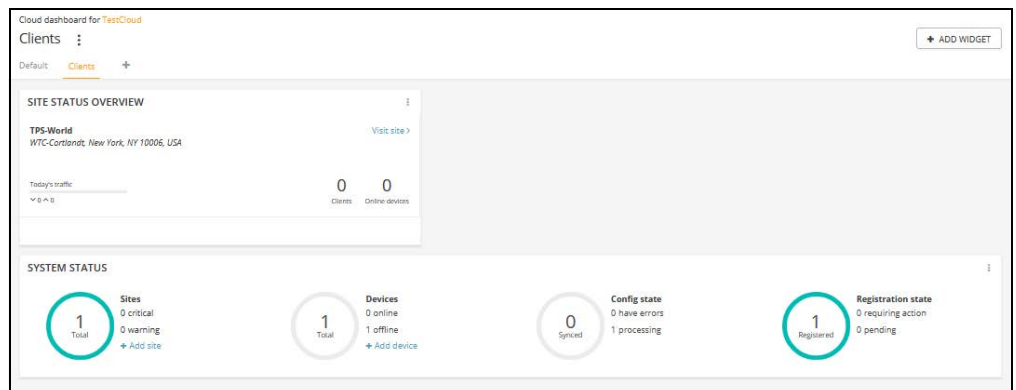 Cloud dashboard for TestCloud
Clients
+ ADD WIDGET
Default Clients +
SITE STATUS OVERVIEW
TPS-World
Visit site >
WTC-Cortlandt, New York, NY 10006, USA
Today's traffic
0 0
0 Clients
0 Online devices
SYSTEM STATUS
1 Total
Sites
0 critical
0 warning
+ Add site
1 Total
Devices
0 online
1 offline
+ Add device
0 Synced
Config state
0 have errors
1 processing
1 Registered
Registration state
0 requiring action
0 pending